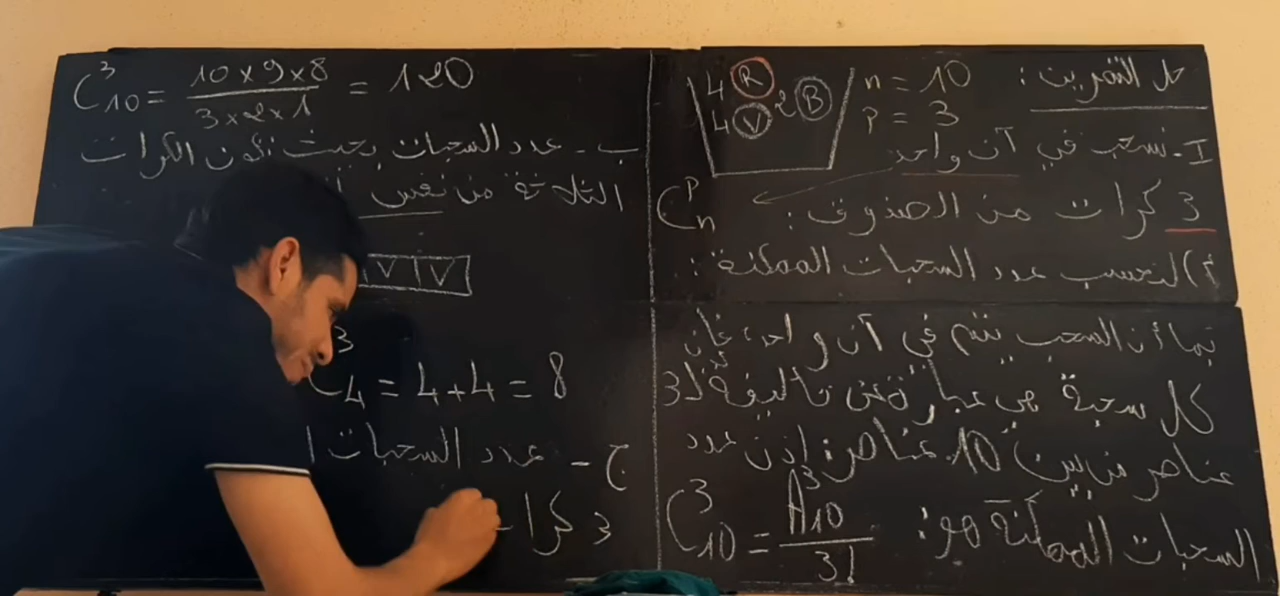 حل التمرين :
4 R
4 V 2 B
n = 10
p = 3
I - نسحب في آن واحد
3 كرات من الصندوق :
C_n^p
أ) لنحسب عدد السحبات الممكنة :
بما أن السحب يتم في آن واحد، فإن
كل سحبة هي عبارة عن تأليفة لـ 3
عناصر من بين 10 عناصر، إذن عدد
السحبات الممكنة هو :
C_10^3 = A_10^3 / 3!
C_10^3 = (10 × 9 × 8) / (3 × 2 × 1) = 120
ب - عدد السحبات بحيث تكون الكرات
الثلاثة من نفس
V V
3
C_4 = 4 + 4 = 8
ج - عدد السحبات
3